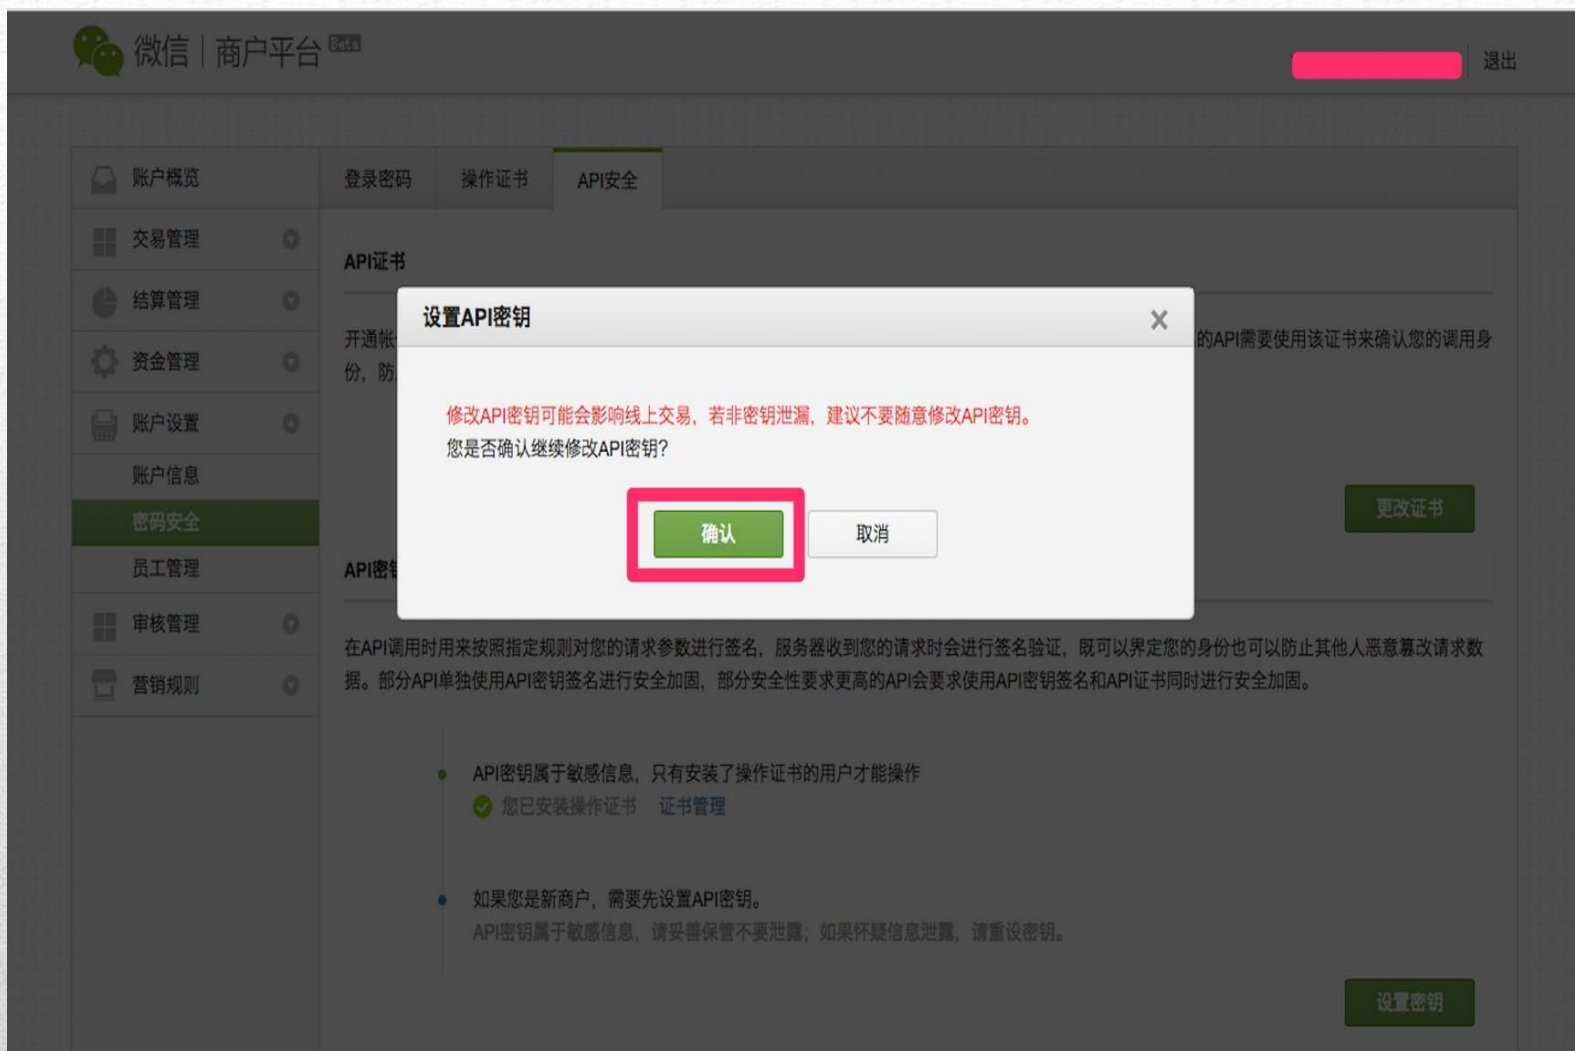 微信 | 商户平台 Beta
退出
账户概览
交易管理
结算管理
资金管理
账户设置
账户信息
密码安全
员工管理
审核管理
营销规则
登录密码 操作证书 API安全
API证书
开通帐
的API需要使用该证书来确认您的调用身
份，防
设置API密钥
修改API密钥可能会影响线上交易，若非密钥泄漏，建议不要随意修改API密钥。
您是否确认继续修改API密钥?
确认 取消
更改证书
API密
在API调用时用来按照指定规则对您的请求参数进行签名，服务器收到您的请求时会进行签名验证，既可以界定您的身份也可以防止其他人恶意篡改请求数
据。部分API单独使用API密钥签名进行安全加固，部分安全性要求更高的API会要求使用API密钥签名和API证书同时进行安全加固。
API密钥属于敏感信息，只有安装了操作证书的用户才能操作
您已安装操作证书 证书管理
如果您是新商户，需要先设置API密钥。
API密钥属于敏感信息，请妥善保管不要泄露；如果怀疑信息泄露，请重设密钥。
设置密钥